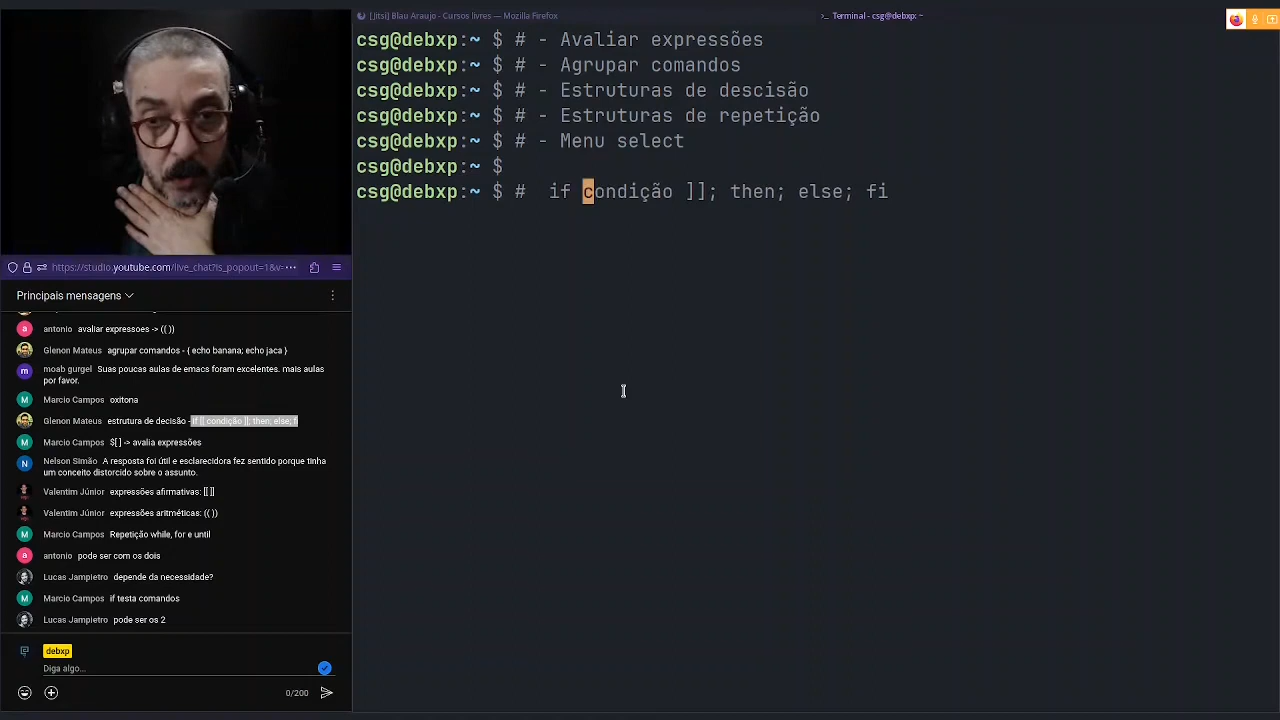 [Jitsi] Blau Araujo - Cursos livres — Mozilla Firefox
>_ Terminal - csg@debxp: ~
csg@debxp:~ $ # - Avaliar expressões
csg@debxp:~ $ # - Agrupar comandos
csg@debxp:~ $ # - Estruturas de descisão
csg@debxp:~ $ # - Estruturas de repetição
csg@debxp:~ $ # - Menu select
csg@debxp:~ $
csg@debxp:~ $ #  if condição ]]; then; else; fi
https://studio.youtube.com/live_chat?is_popout=1&v=…
Principais mensagens
antonio avaliar expressoes -> (( ))
Glenon Mateus agrupar comandos - { echo banana; echo jaca }
moab gurgel Suas poucas aulas de emacs foram excelentes. mais aulas
por favor.
Marcio Campos oxitona
Glenon Mateus estrutura de decisão - if [[ condição ]]; then; else; fi
Marcio Campos $[ ] -> avalia expressões
Nelson Simão A resposta foi útil e esclarecidora fez sentido porque tinha
um conceito distorcido sobre o assunto.
Valentim Júnior expressões afirmativas: [[ ]]
Valentim Júnior expressões aritméticas: (( ))
Marcio Campos Repetição while, for e until
antonio pode ser com os dois
Lucas Jampietro depende da necessidade?
Marcio Campos if testa comandos
Lucas Jampietro pode ser os 2
debxp
Diga algo...
0/200